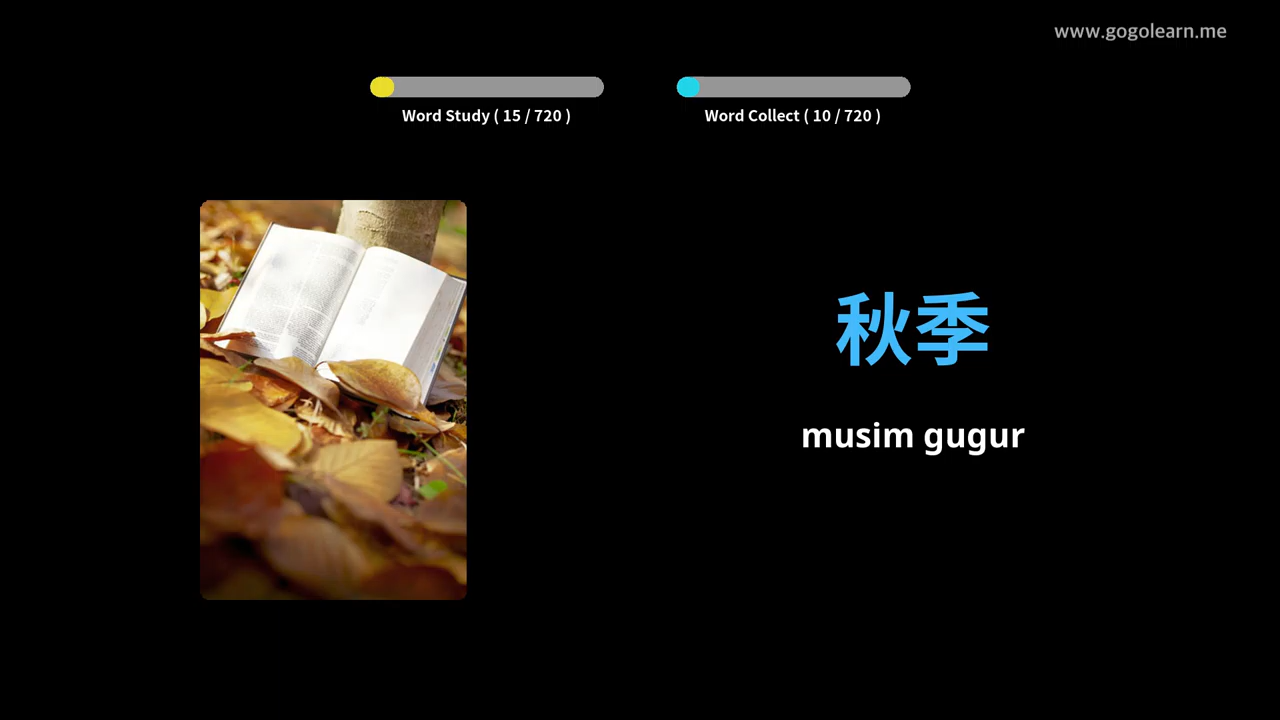 www.gogolearn.me
Word Study ( 15 / 720 )
Word Collect ( 10 / 720 )
秋季
musim gugur